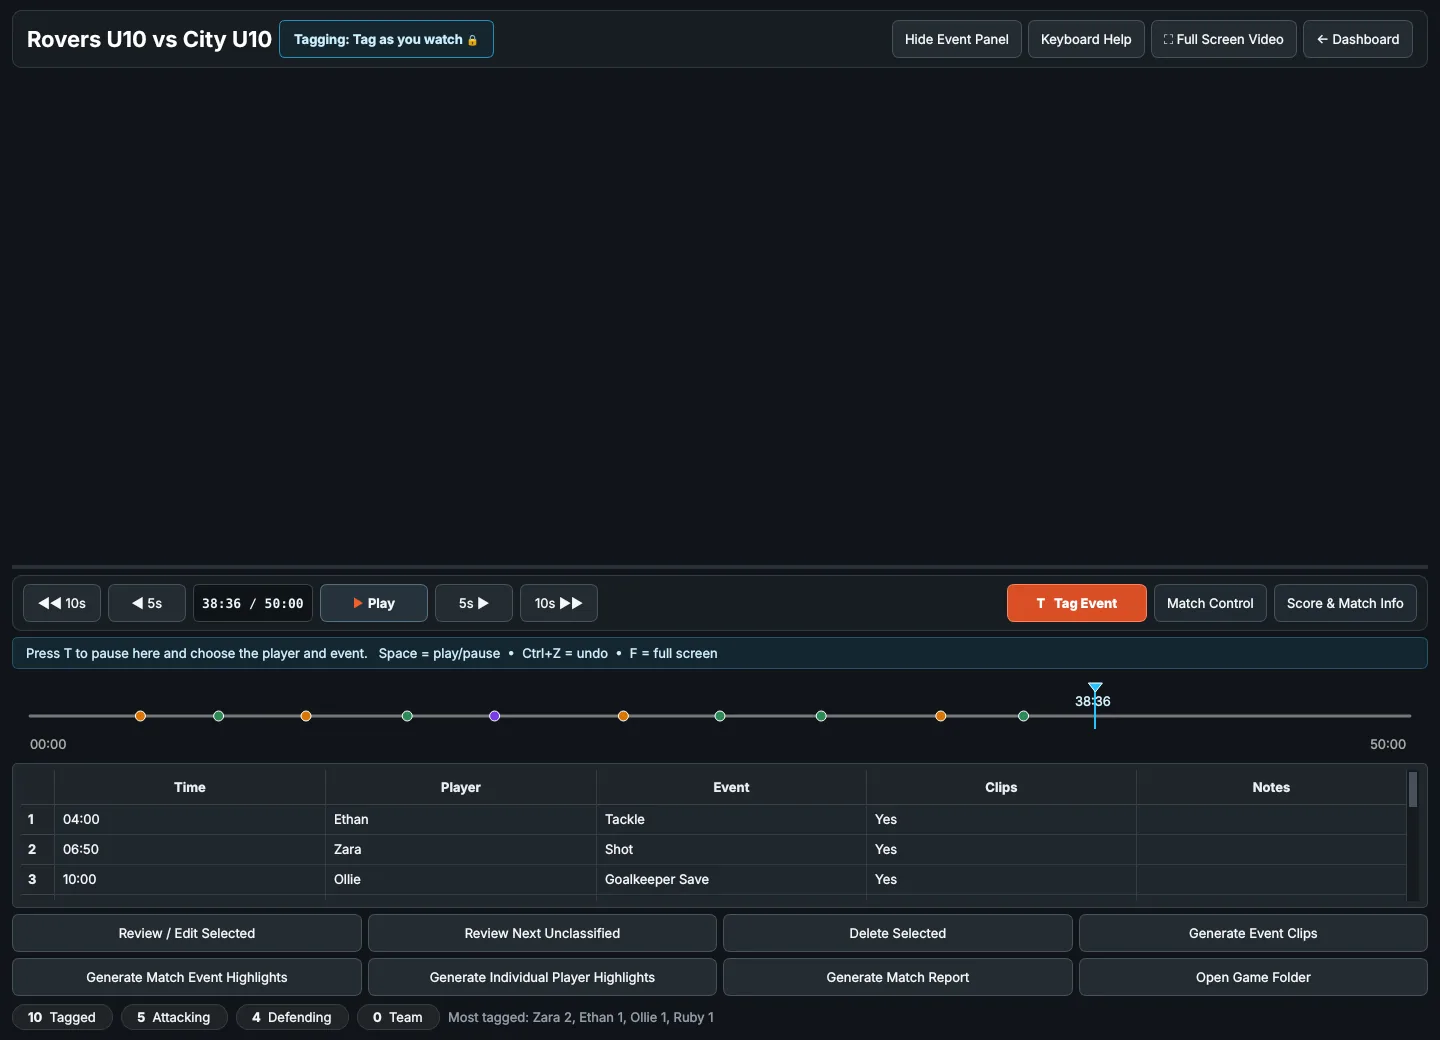 Rovers U10 vs City U10
Tagging: Tag as you watch
Hide Event Panel
Keyboard Help
Full Screen Video
← Dashboard
10s
5s
38:36 / 50:00
Play
5s
10s
T Tag Event
Match Control
Score & Match Info
Press T to pause here and choose the player and event. Space = play/pause • Ctrl+Z = undo • F = full screen
38:36
00:00
50:00
Time Player Event Clips Notes
1 04:00 Ethan Tackle Yes
2 06:50 Zara Shot Yes
3 10:00 Ollie Goalkeeper Save Yes
Review / Edit Selected
Review Next Unclassified
Delete Selected
Generate Event Clips
Generate Match Event Highlights
Generate Individual Player Highlights
Generate Match Report
Open Game Folder
10 Tagged
5 Attacking
4 Defending
0 Team
Most tagged: Zara 2, Ethan 1, Ollie 1, Ruby 1